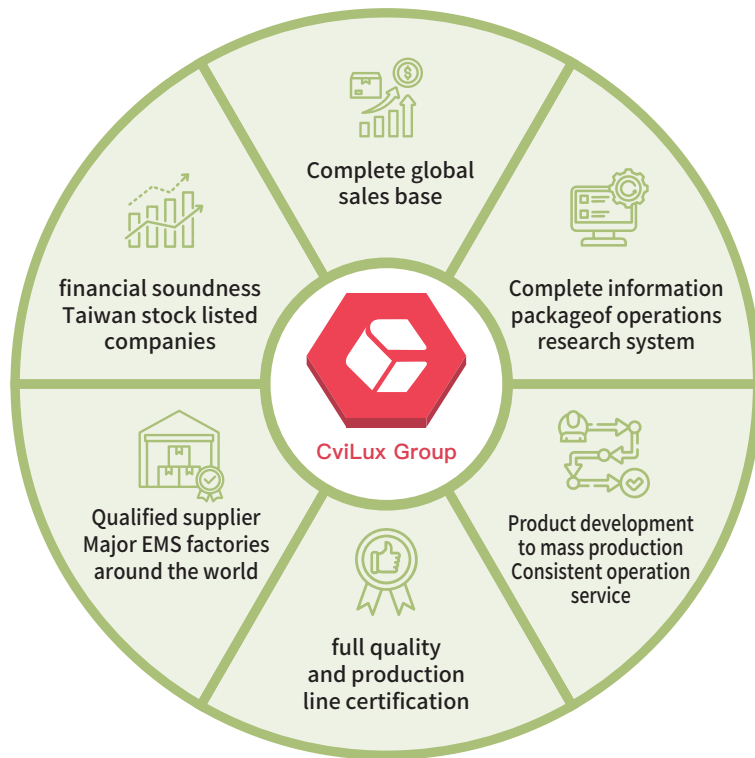 Complete global
sales base
Complete information
packageof operations
research system
Product development
to mass production
Consistent operation
service
full quality
and production
line certification
Qualified supplier
Major EMS factories
around the world
financial soundness
Taiwan stock listed
companies
CviLux Group